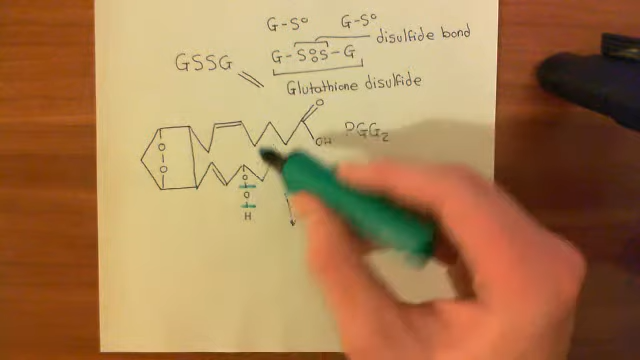 G-S° G-S°
disulfide bond
G-S°°S-G
GSSG
Glutathione disulfide
O
OH
PGG₂
O
O
O
O
H